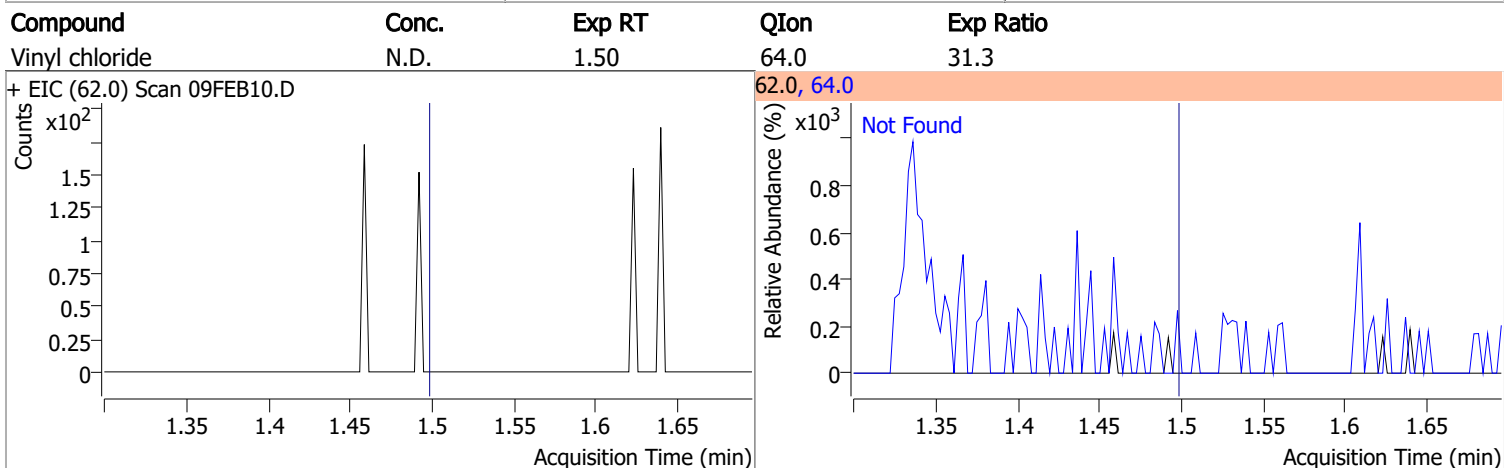 Compound Conc. Exp RT QIon Exp Ratio
Vinyl chloride N.D. 1.50 64.0 31.3
+ EIC (62.0) Scan 09FEB10.D
Counts
x10²
1.5
1.25
1
0.75
0.5
0.25
0
1.35 1.4 1.45 1.5 1.55 1.6 1.65
Acquisition Time (min)
62.0, 64.0
Relative Abundance (%)
x10³
Not Found
0.8
0.6
0.4
0.2
0
1.35 1.4 1.45 1.5 1.55 1.6 1.65
Acquisition Time (min)